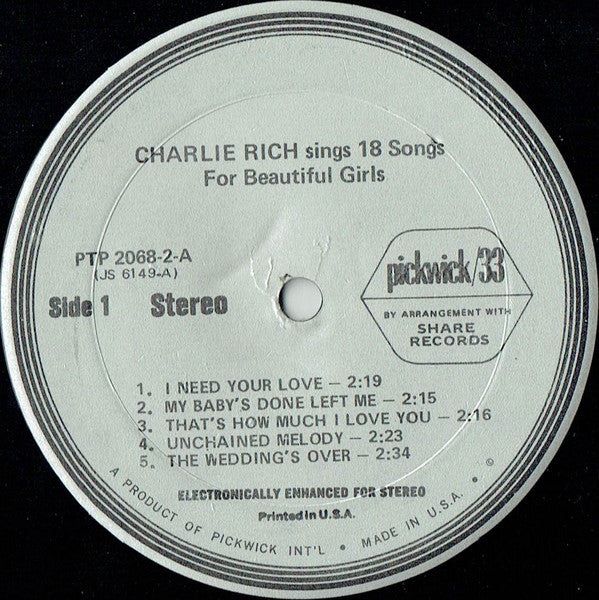 CHARLIE RICH sings 18 Songs
For Beautiful Girls
PTP 2068-2-A
(JS 6149-A)
Side 1 Stereo
pickwick/33
BY ARRANGEMENT WITH
SHARE
RECORDS
1. I NEED YOUR LOVE – 2:19
2. MY BABY'S DONE LEFT ME – 2:15
3. THAT'S HOW MUCH I LOVE YOU – 2:16
4. UNCHAINED MELODY – 2:23
5. THE WEDDING'S OVER – 2:34
ELECTRONICALLY ENHANCED FOR STEREO
Printed in U.S.A.
A PRODUCT OF PICKWICK INT'L • MADE IN U.S.A. • ©